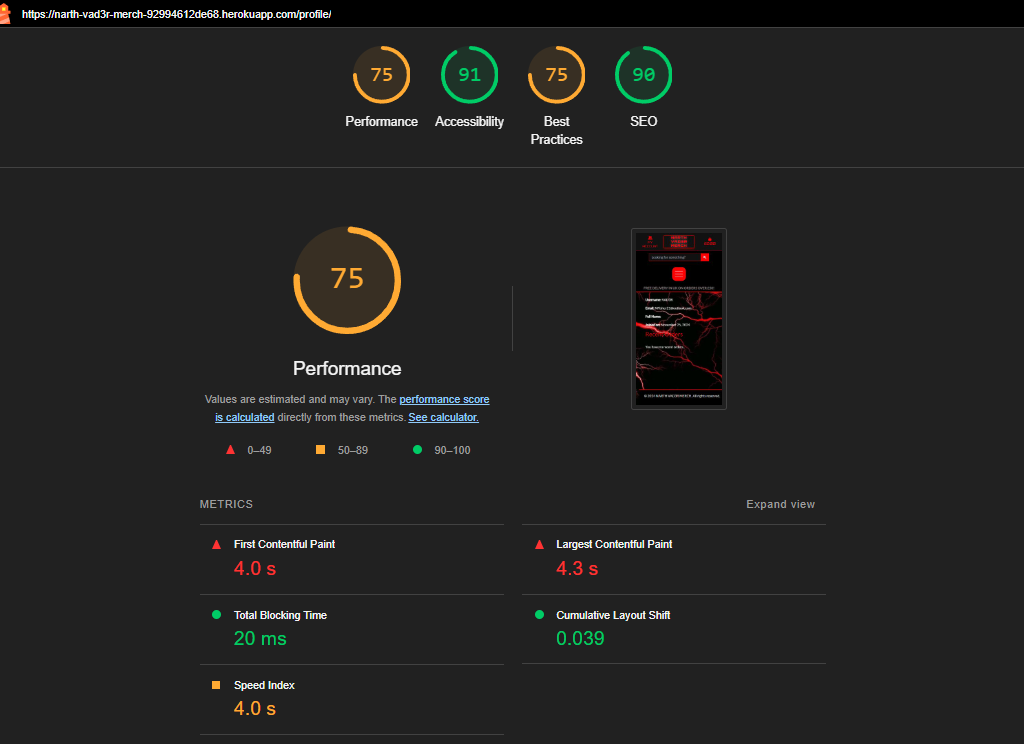 https://narth-vad3r-merch-92994612de68.herokuapp.com/profile/
75
91
75
90
Performance
Accessibility
Best
Practices
SEO
75
Performance
Values are estimated and may vary. The performance score
is calculated directly from these metrics. See calculator.
0–49
50–89
90–100
METRICS
Expand view
First Contentful Paint
4.0 s
Largest Contentful Paint
4.3 s
Total Blocking Time
20 ms
Cumulative Layout Shift
0.039
Speed Index
4.0 s